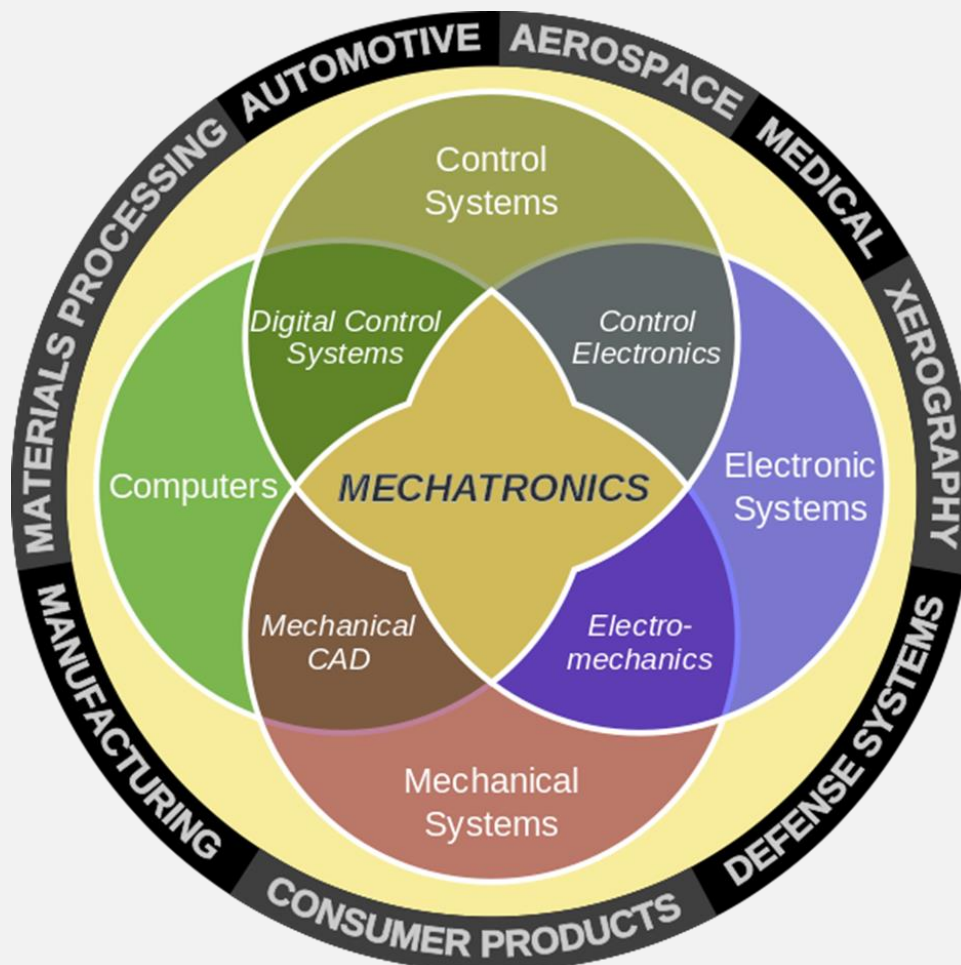 AUTOMOTIVE
AEROSPACE
MEDICAL
XEROGRAPHY
DEFENSE SYSTEMS
CONSUMER PRODUCTS
MANUFACTURING
MATERIALS PROCESSING
Control
Systems
Digital Control
Systems
Control
Electronics
Computers
MECHATRONICS
Electronic
Systems
Mechanical
CAD
Electro-
mechanics
Mechanical
Systems